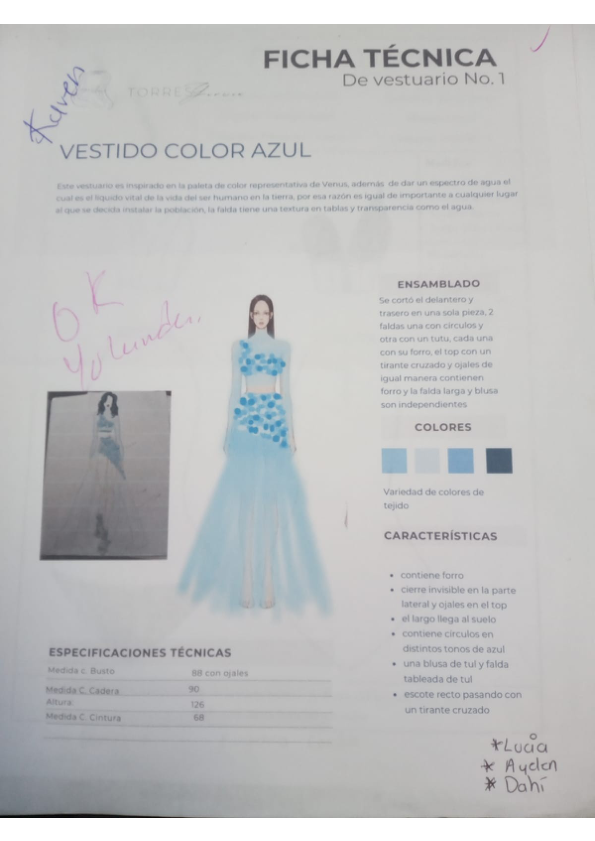 FICHA TÉCNICA
De vestuario No. 1
Karen
TORRES
VESTIDO COLOR AZUL
Este vestuario es inspirado en la paleta de color representativa de Venus, además de dar un espectro de agua el
cual es el líquido vital de la vida del ser humano en la tierra, por esa razón es igual de importante a cualquier lugar
al que se decida instalar la población, la falda tiene una textura en tablas y transparencia como el agua.
OK
ENSAMBLADO
Se cortó el delantero y
trasero en una sola pieza, 2
faldas una con círculos y
otra con un tutu, cada una
con su forro, el top con un
tirante cruzado y ojales de
igual manera contienen
forro y la falda larga y blusa
son independientes
COLORES
Variedad de colores de
tejido
CARACTERÍSTICAS
• contiene forro
• cierre invisible en la parte
lateral y ojales en el top
• el largo llega al suelo
• contiene círculos en
distintos tonos de azul
• una blusa de tul y falda
tableada de tul
• escote recto pasando con
un tirante cruzado
ESPECIFICACIONES TÉCNICAS
Medida c. Busto 88 con ojales
Medida C. Cadera 90
Altura: 126
Medida C. Cintura 68
* Lucia
* Ayelen
* Dahí